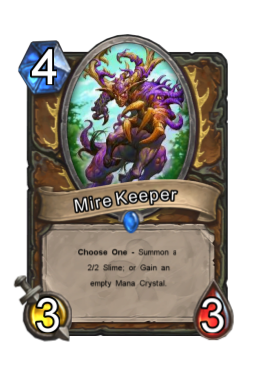 4
Mire Keeper
Choose One - Summon a
2/2 Slime; or Gain an
empty Mana Crystal.
3 3